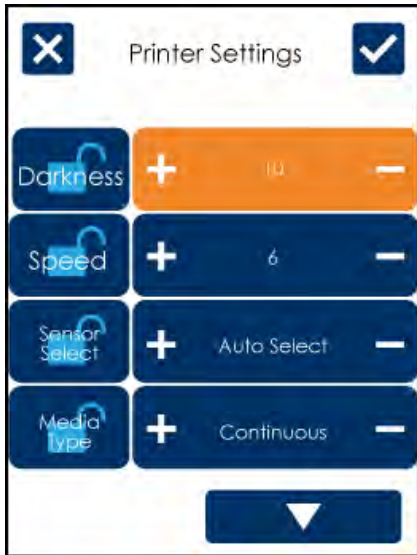 Printer Settings
Darkness
10
Speed
6
Sensor
Select
Auto Select
Media
Type
Continuous